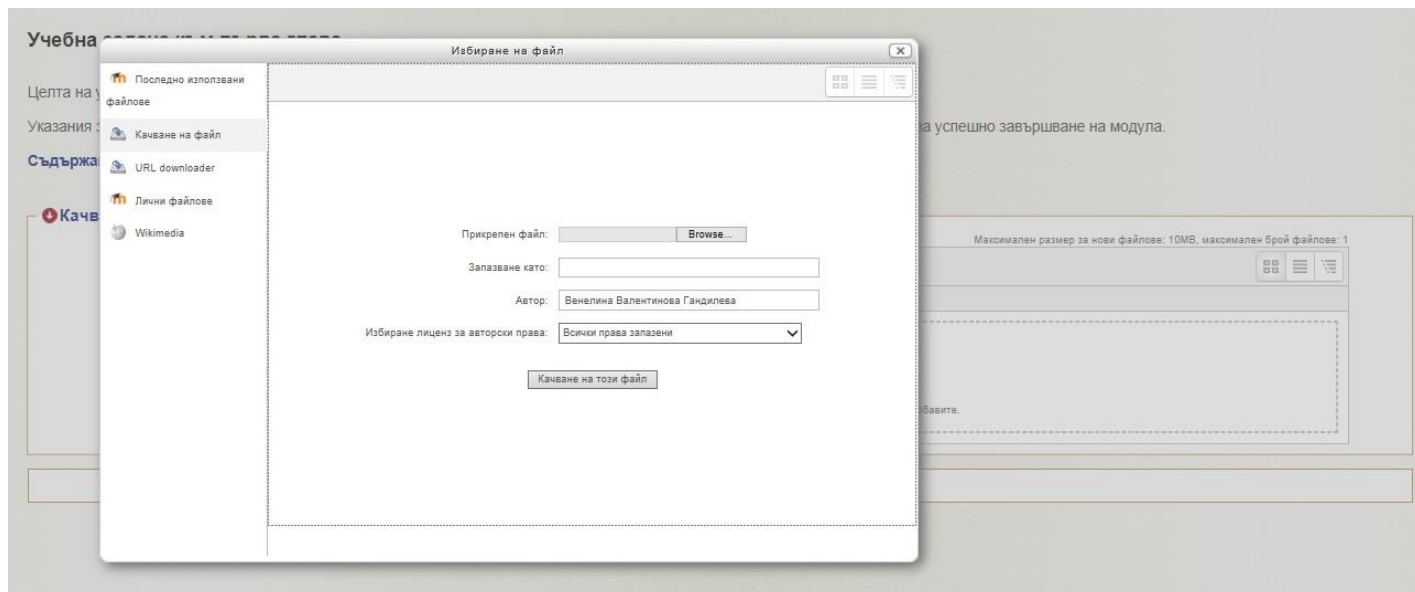 Учебна
Избиране на файл
Последно използвани
файлове
Целта на
Качване на файл
Указания
а успешно завършване на модула.
Съдържа
URL downloader
Лични файлове
Качв
Wikimedia
Прикрепен файл:
Browse...
Максимален размер за нови файлове: 10MB, максимален брой файлове: 1
Запазване като:
Автор:
Венелина Валентинова Гандилева
Избиране лиценз за авторски права:
Всички права запазени
Качване на този файл
бавите.